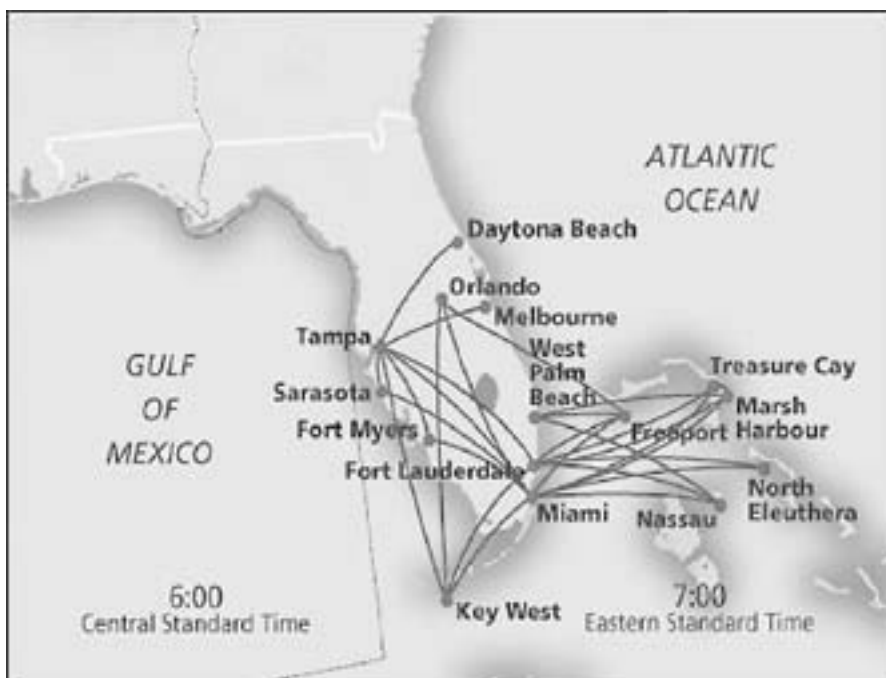 ATLANTIC
OCEAN
Daytona Beach
Orlando
Melbourne
Tampa
West
Palm
Beach
Treasure Cay
GULF
OF
MEXICO
Sarasota
Marsh
Harbour
Fort Myers
Freeport
Fort Lauderdale
North
Eleuthera
Miami
Nassau
6:00
Central Standard Time
Key West
7:00
Eastern Standard Time